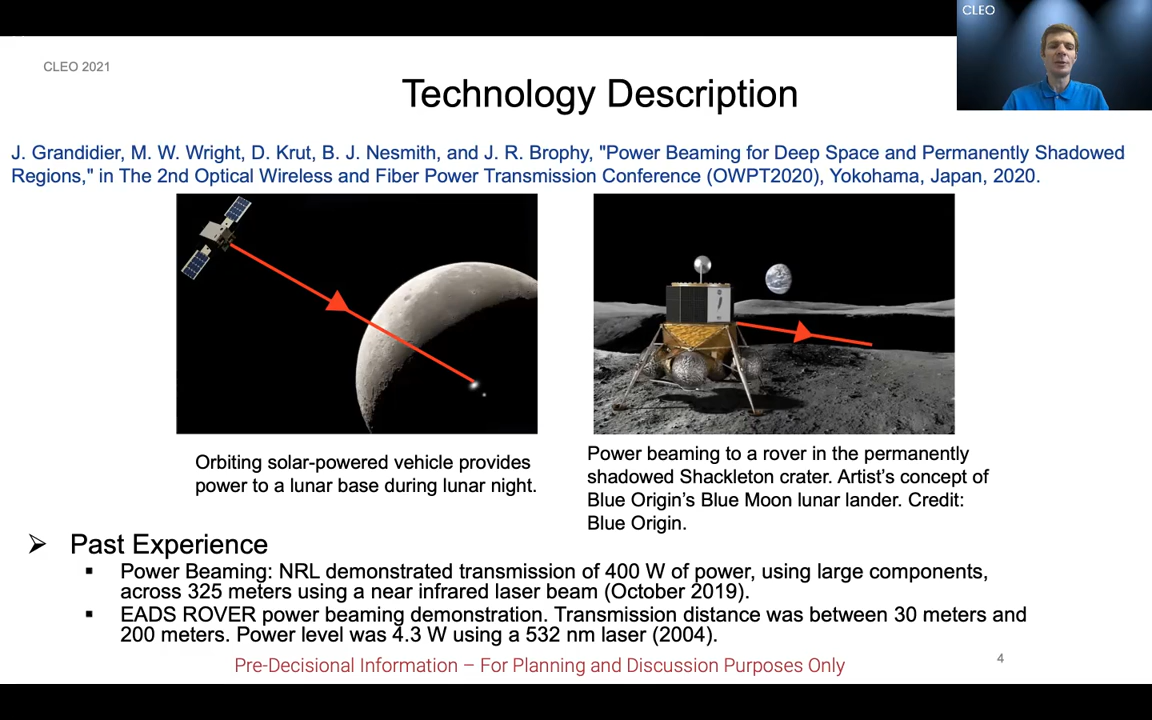 CLEO
CLEO 2021
Technology Description
J. Grandidier, M. W. Wright, D. Krut, B. J. Nesmith, and J. R. Brophy, "Power Beaming for Deep Space and Permanently Shadowed
Regions," in The 2nd Optical Wireless and Fiber Power Transmission Conference (OWPT2020), Yokohama, Japan, 2020.
Orbiting solar-powered vehicle provides
power to a lunar base during lunar night.
Power beaming to a rover in the permanently
shadowed Shackleton crater. Artist’s concept of
Blue Origin’s Blue Moon lunar lander. Credit:
Blue Origin.
➢ Past Experience
▪ Power Beaming: NRL demonstrated transmission of 400 W of power, using large components,
across 325 meters using a near infrared laser beam (October 2019).
▪ EADS ROVER power beaming demonstration. Transmission distance was between 30 meters and
200 meters. Power level was 4.3 W using a 532 nm laser (2004).
Pre-Decisional Information – For Planning and Discussion Purposes Only
4